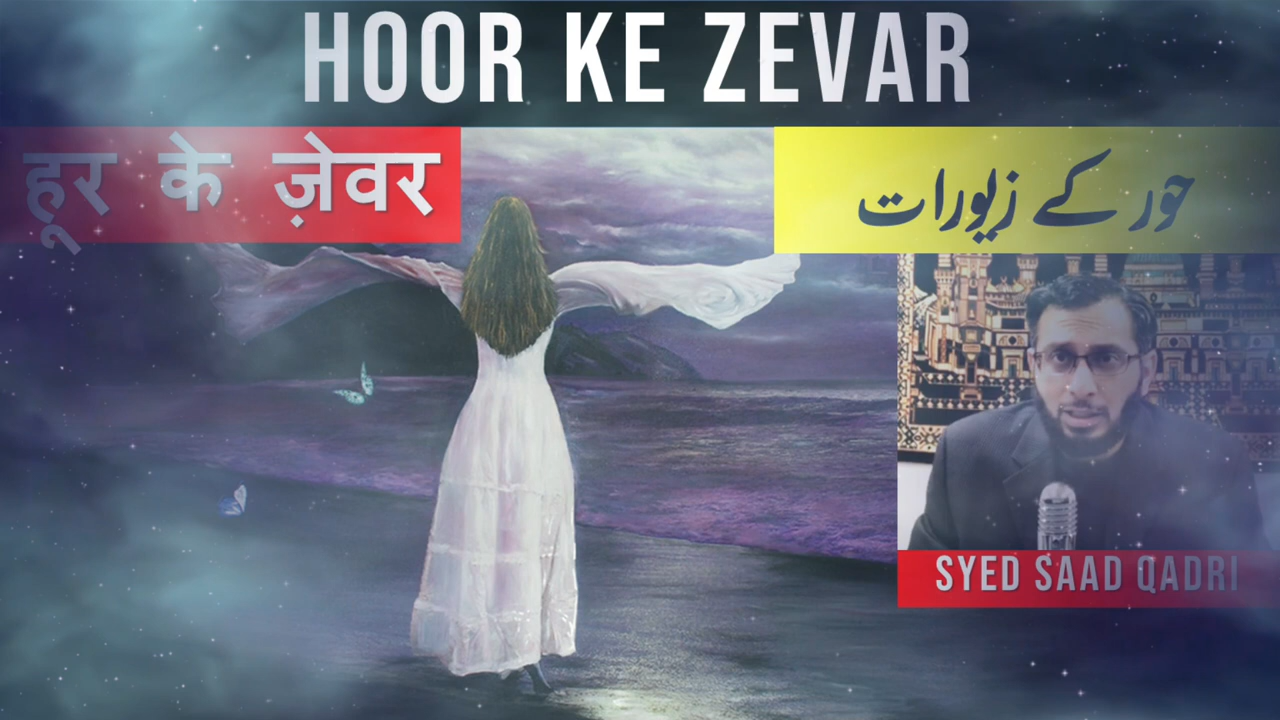 HOOR KE ZEVAR
हूर के ज़ेवर
حور کے زیورات
SYED SAAD QADRI